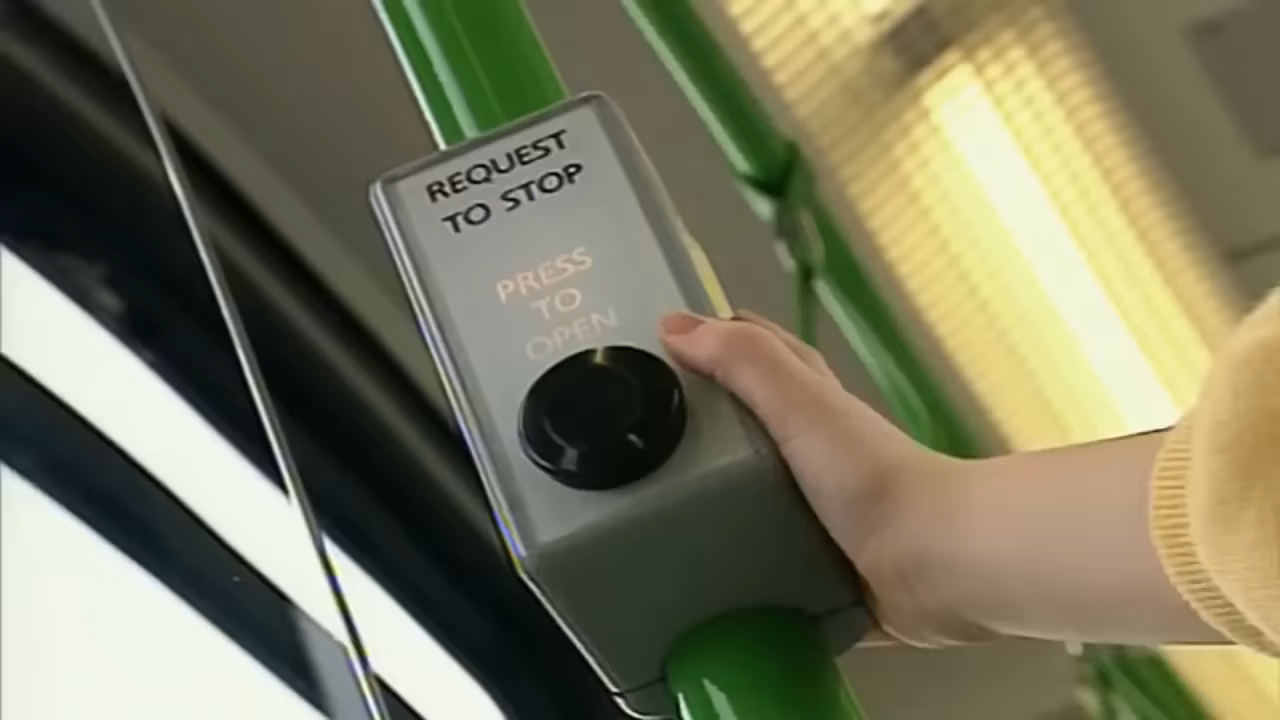 REQUEST
TO STOP
PRESS
TO
OPEN